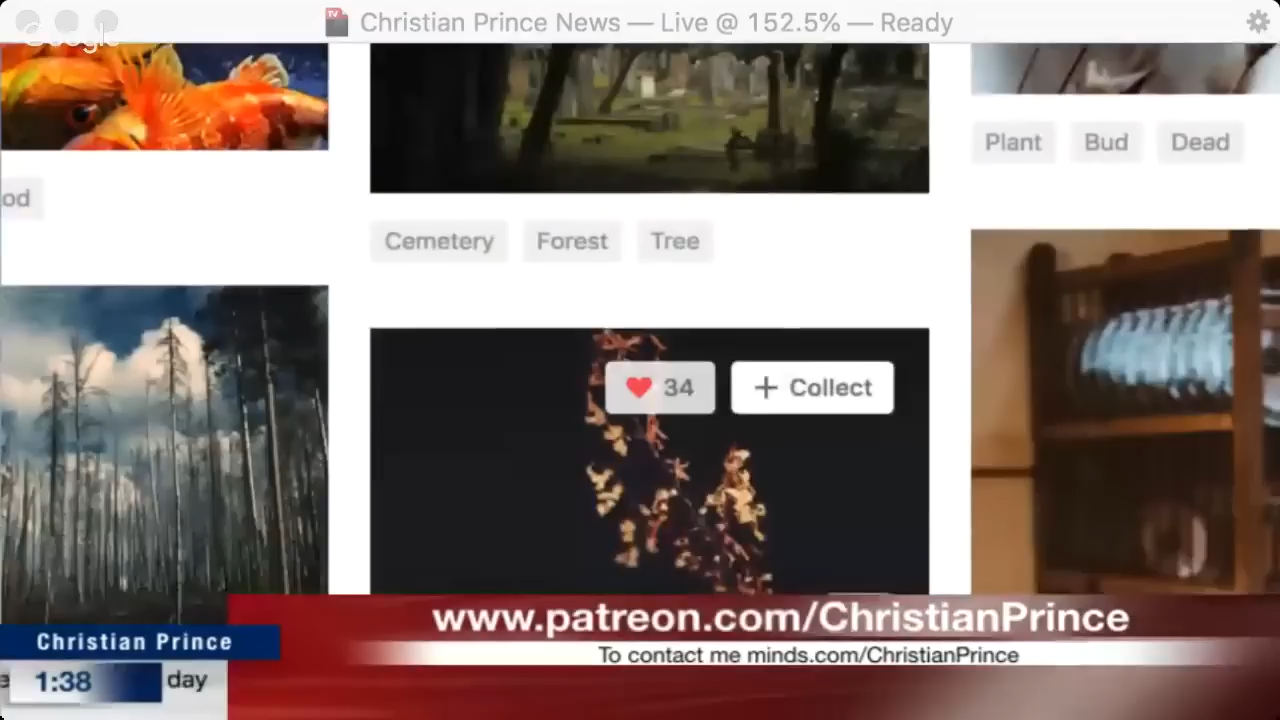 Christian Prince News — Live @ 152.5% — Ready
Google
Plant Bud Dead
od
Cemetery Forest Tree
34 + Collect
www.patreon.com/ChristianPrince
Christian Prince
To contact me minds.com/ChristianPrince
1:38 day